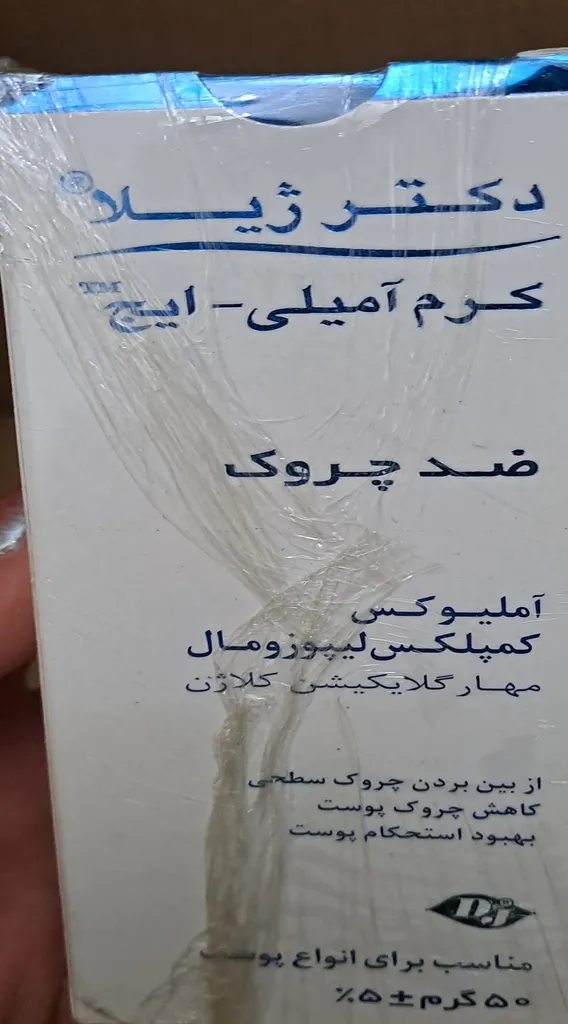 دکتر ژیلا®
کرم آمیلی-ایج™
ضد چروک
آملیوکس
کمپلکس لیپوزومال
مهار گلایکیشن کلاژن
از بین بردن چروک سطحی
کاهش چروک پوست
بهبود استحکام پوست
DJ
مناسب برای انواع پوست
۵۰ گرم ± ۵٪